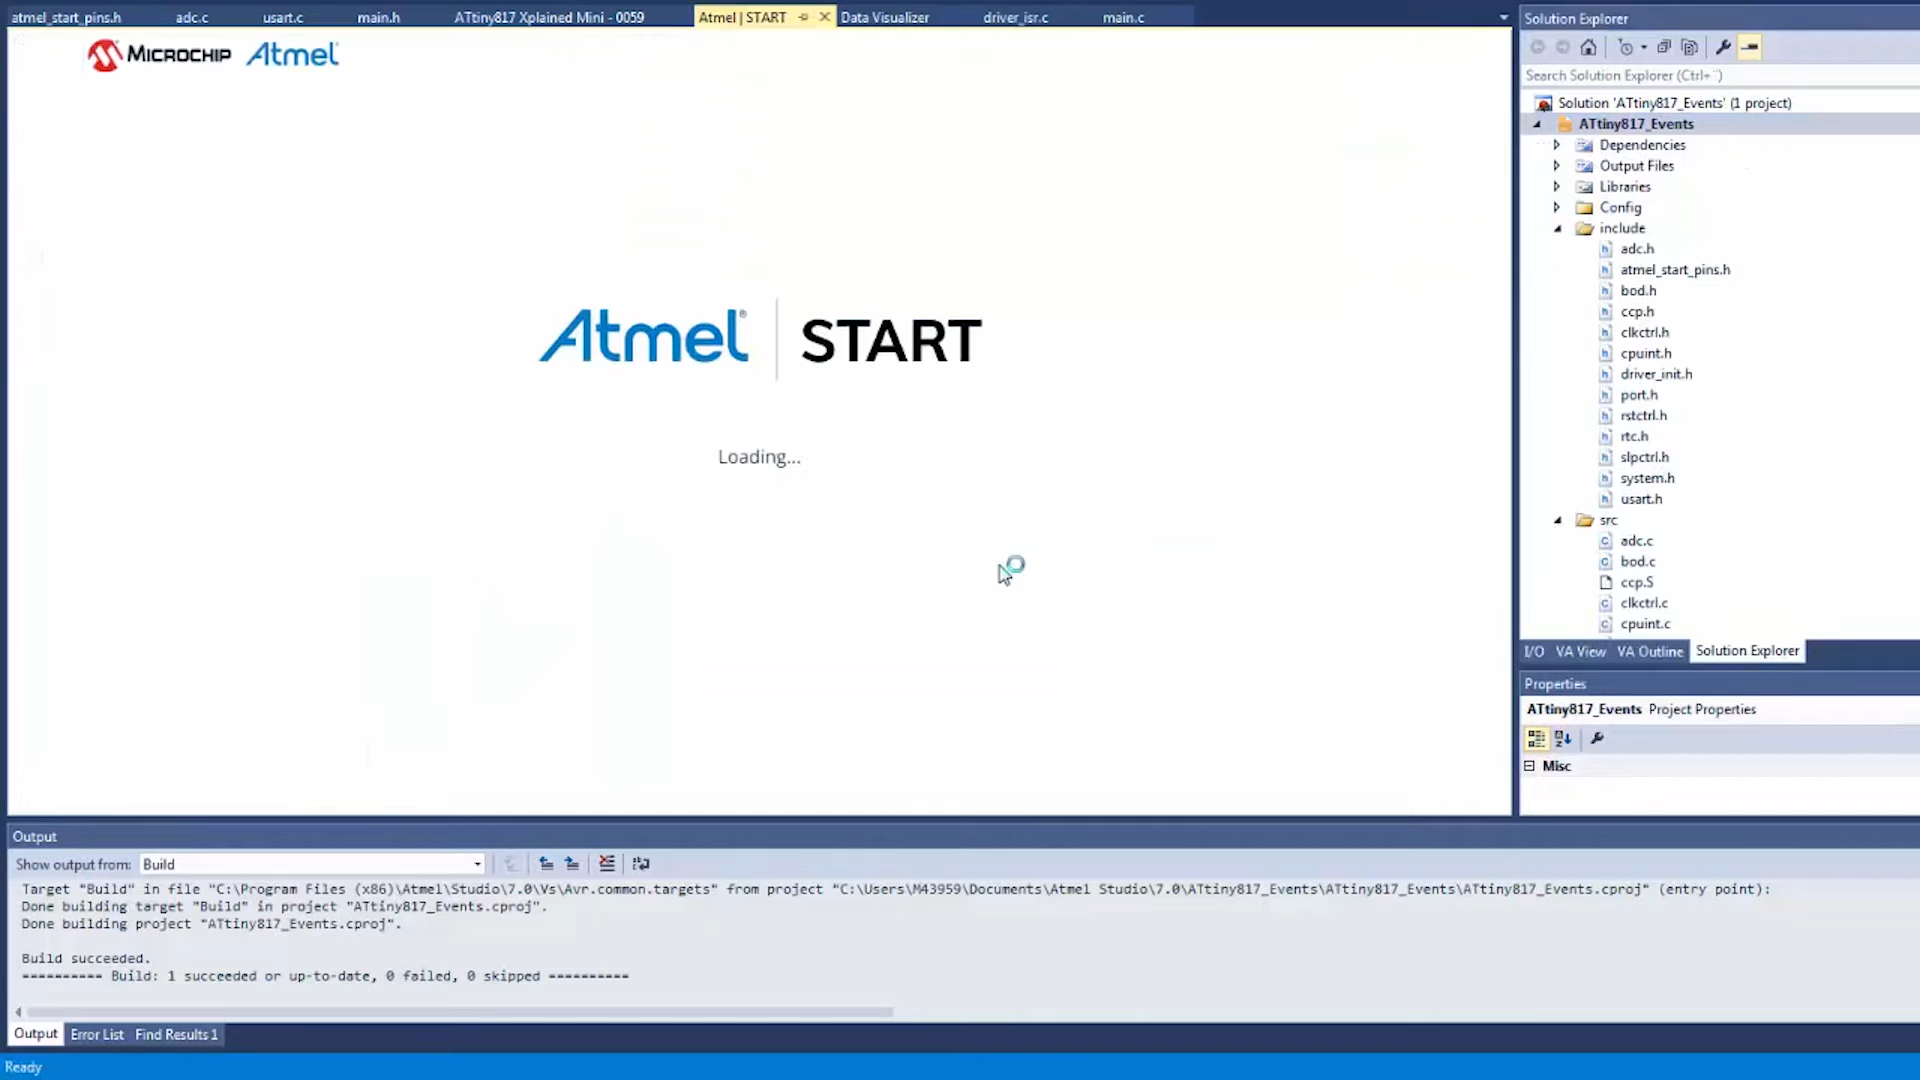 atmel_start_pins.h adc.c usart.c main.h ATtiny817 Xplained Mini - 0059 Atmel | START Data Visualizer driver_isr.c main.c
MICROCHIP Atmel
Atmel® START
Loading...
Solution Explorer
Search Solution Explorer (Ctrl+¨)
Solution 'ATtiny817_Events' (1 project)
ATtiny817_Events
Dependencies
Output Files
Libraries
Config
include
adc.h
atmel_start_pins.h
bod.h
ccp.h
clkctrl.h
cpuint.h
driver_init.h
port.h
rstctrl.h
rtc.h
slpctrl.h
system.h
usart.h
src
adc.c
bod.c
ccp.S
clkctrl.c
cpuint.c
I/O VA View VA Outline Solution Explorer
Properties
ATtiny817_Events Project Properties
Misc
Output
Show output from: Build
Target "Build" in file "C:\Program Files (x86)\Atmel\Studio\7.0\Vs\Avr.common.targets" from project "C:\Users\M43959\Documents\Atmel Studio\7.0\ATtiny817_Events\ATtiny817_Events\ATtiny817_Events.cproj" (entry point):
Done building target "Build" in project "ATtiny817_Events.cproj".
Done building project "ATtiny817_Events.cproj".
Build succeeded.
========== Build: 1 succeeded or up-to-date, 0 failed, 0 skipped ==========
Output Error List Find Results 1
Ready